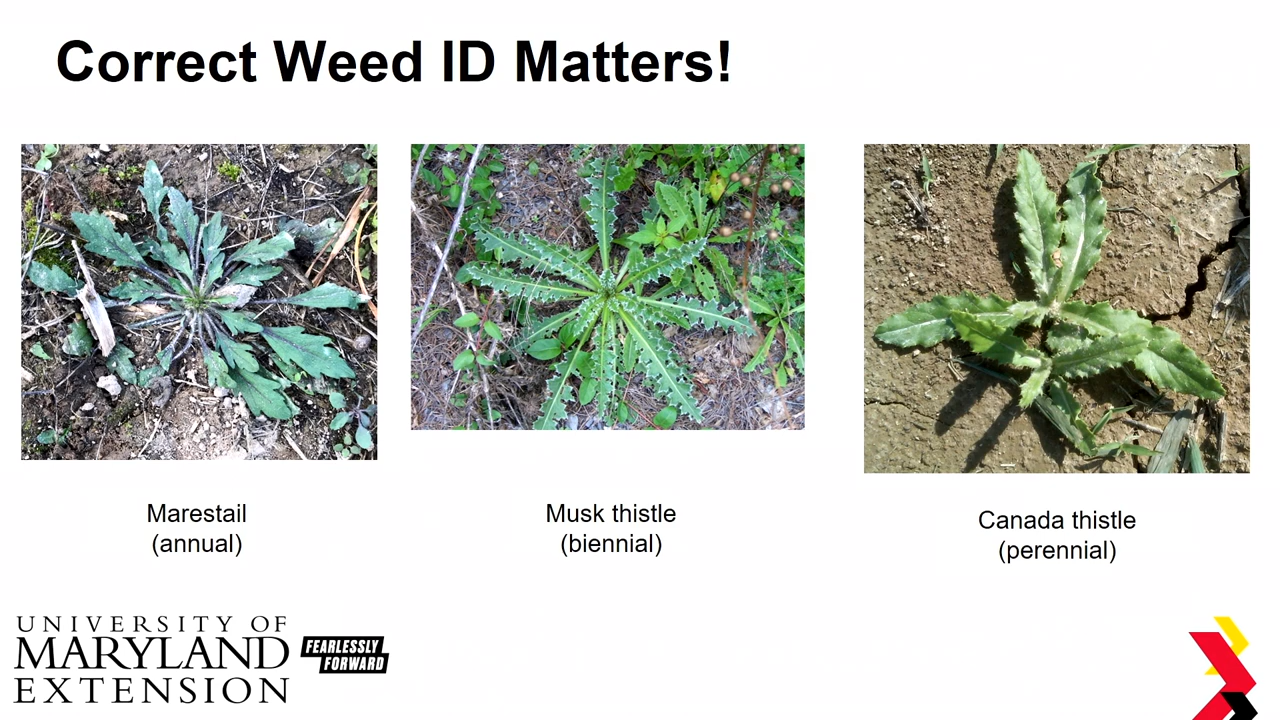 Correct Weed ID Matters!
Marestail
(annual)
Musk thistle
(biennial)
Canada thistle
(perennial)
UNIVERSITY OF
MARYLAND
EXTENSION
FEARLESSLY
FORWARD